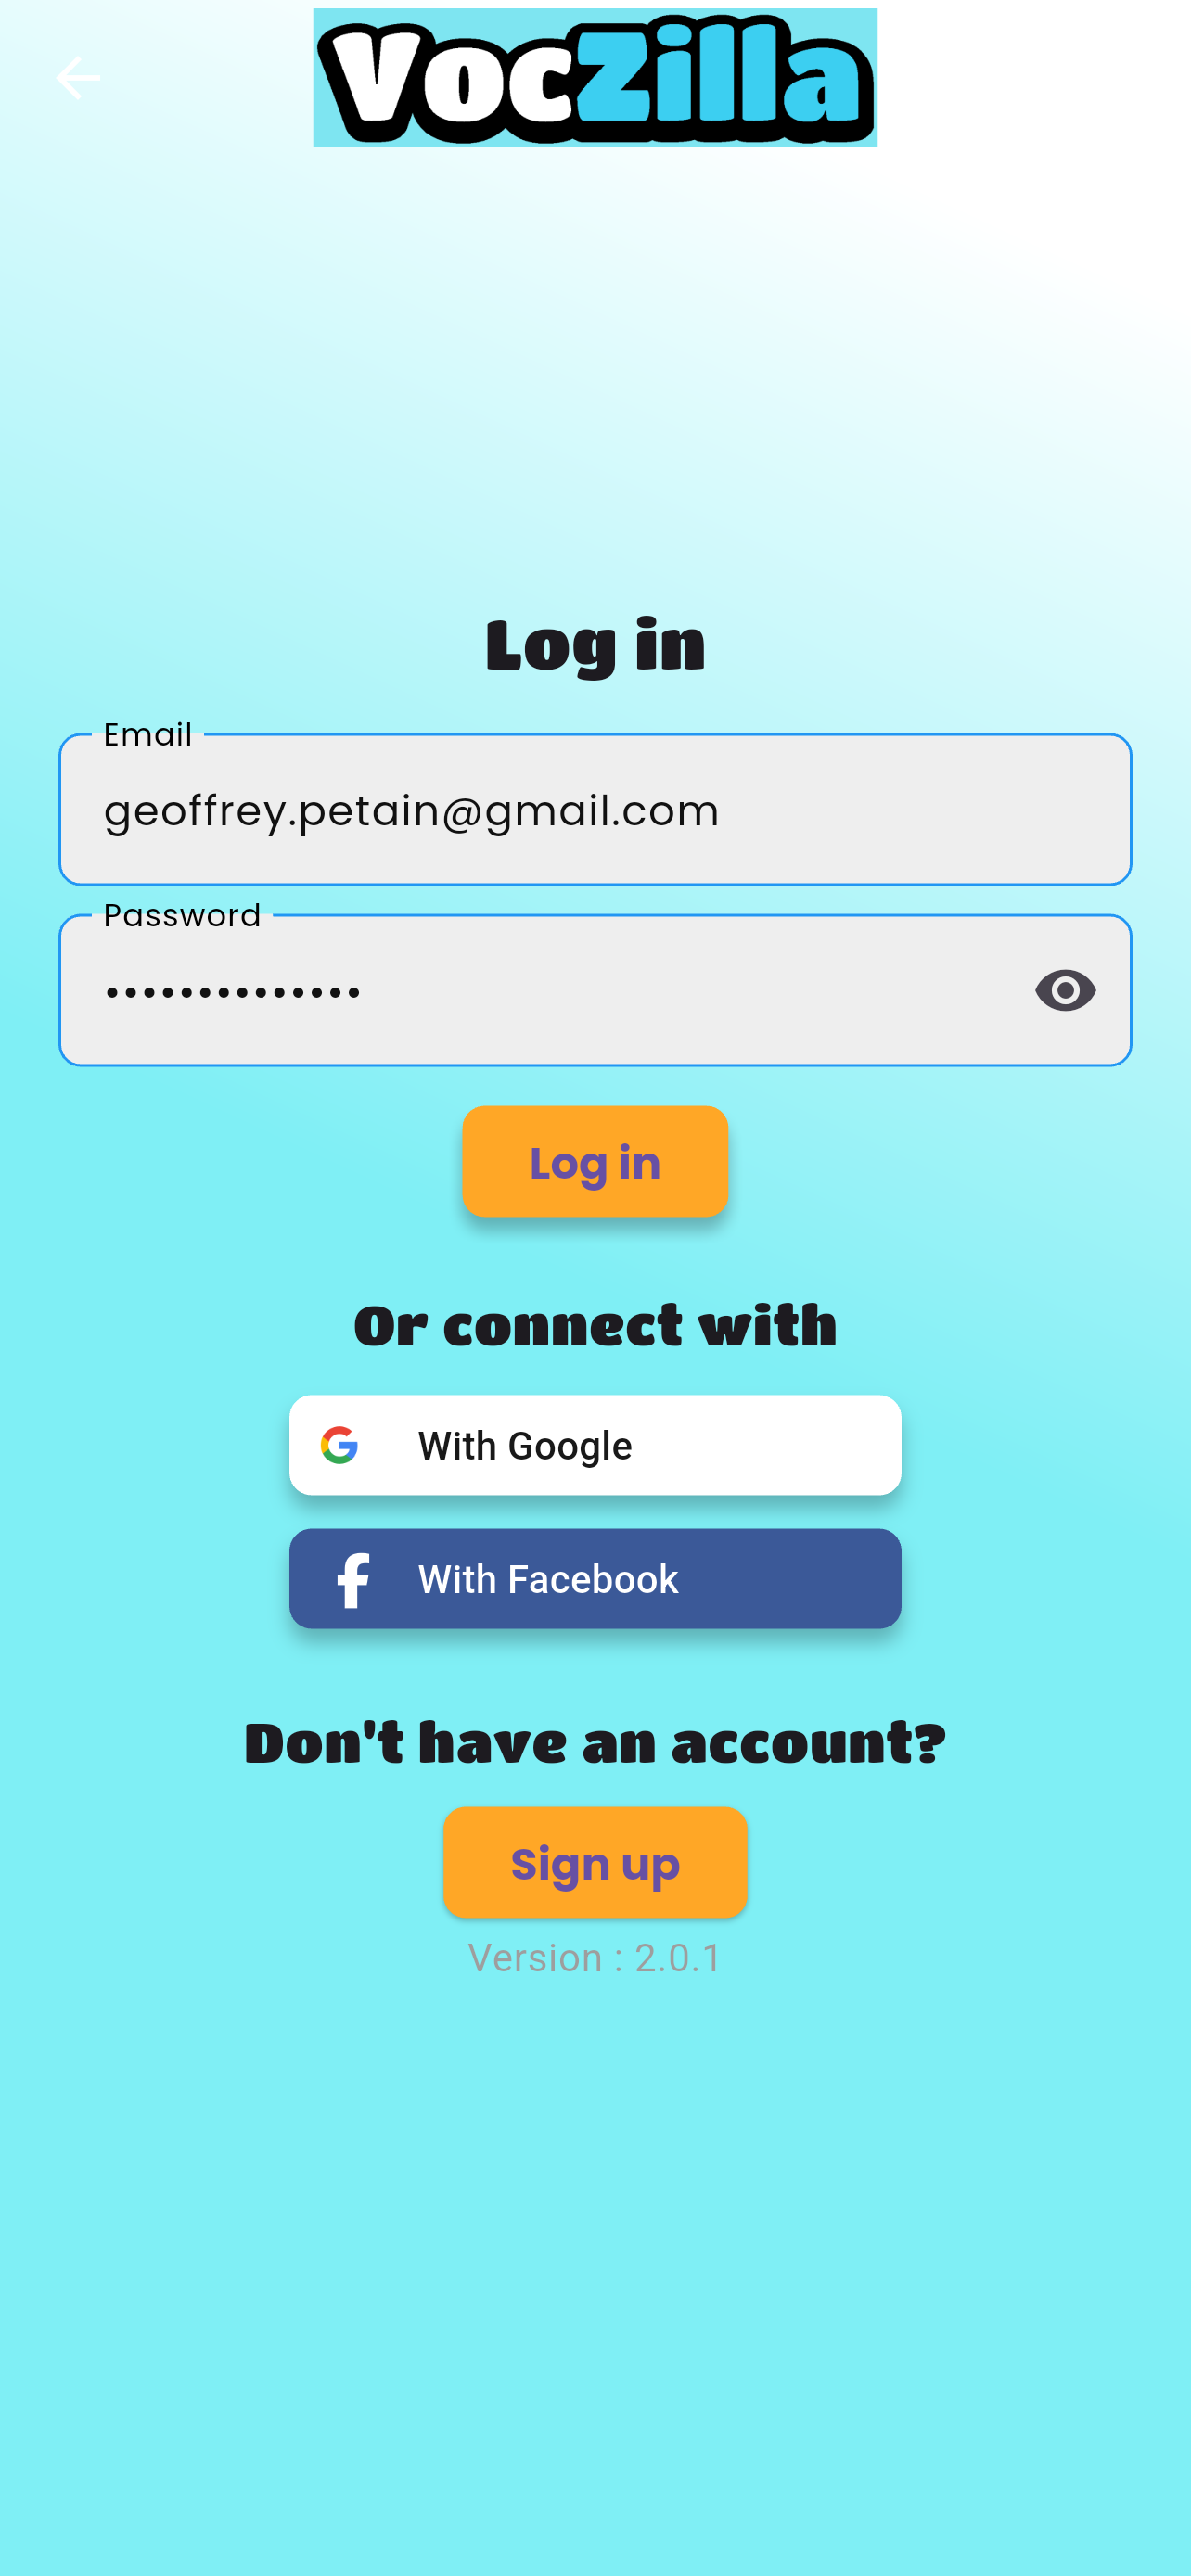 VocZilla
Log in
Email
geoffrey.petain@gmail.com
Password
••••••••••••••
Log in
Or connect with
With Google
With Facebook
Don't have an account?
Sign up
Version : 2.0.1